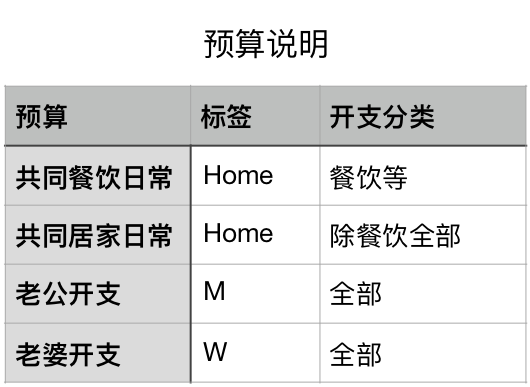 预算说明
预算 标签 开支分类
共同餐饮日常 Home 餐饮等
共同居家日常 Home 除餐饮全部
老公开支 M 全部
老婆开支 W 全部